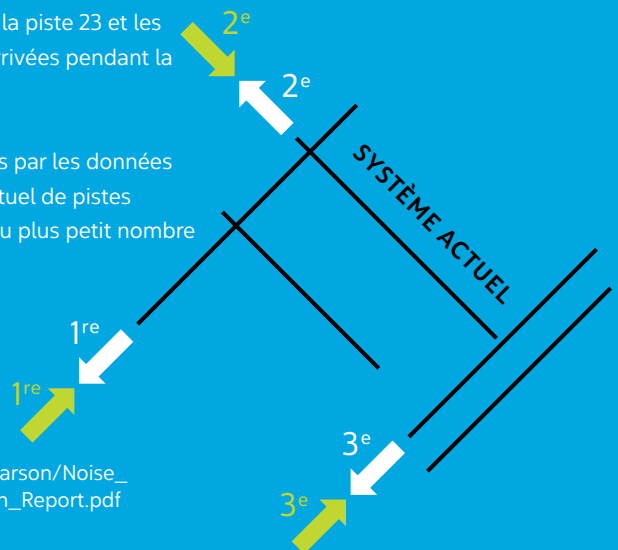 la piste 23 et les
rivées pendant la
s par les données
tuel de pistes
u plus petit nombre
2e
2e
SYSTÈME ACTUEL
1re
1re
3e
3e
arson/Noise_
n_Report.pdf